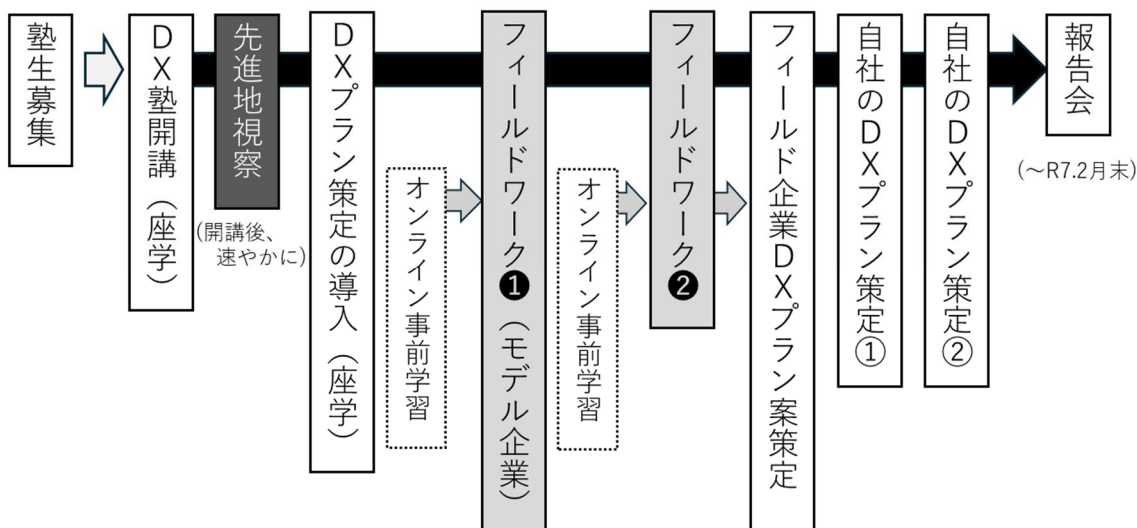 塾生募集
DX塾開講（座学）
先進地視察
(開講後、
速やかに)
DXプラン策定の導入（座学）
オンライン事前学習
フィールドワーク❶（モデル企業）
オンライン事前学習
フィールドワーク❷
フィールド企業DXプラン案策定
自社のDXプラン策定①
自社のDXプラン策定②
報告会
(～R7.2月末)